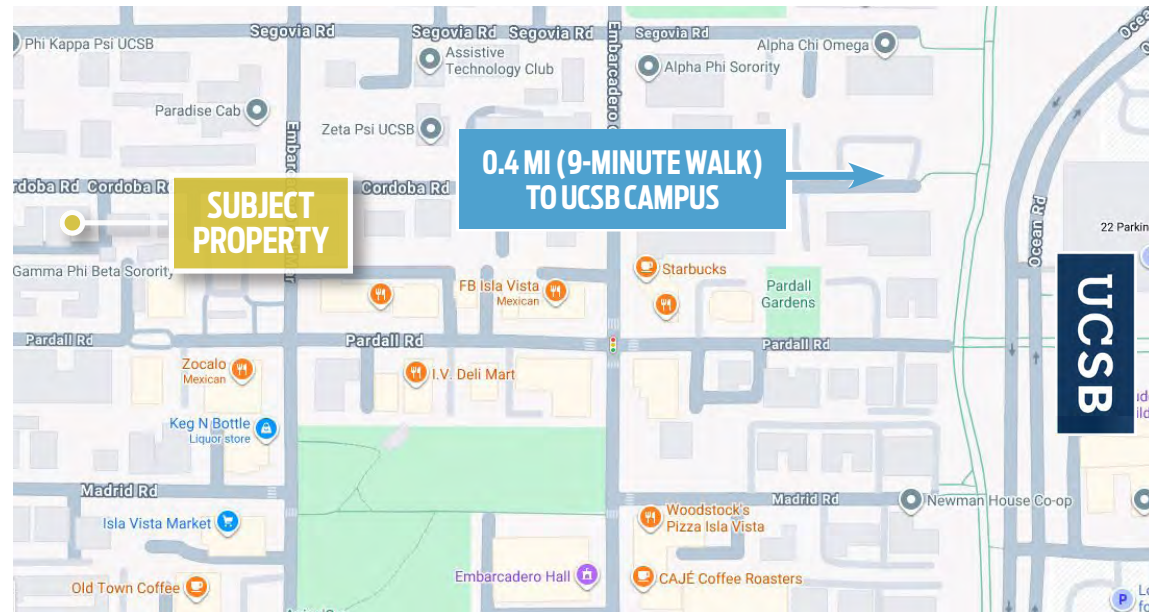 Segovia Rd
Segovia Rd
Segovia Rd
Segovia Rd
Phi Kappa Psi UCSB
Assistive
Technology Club
Alpha Chi Omega
Alpha Phi Sorority
Paradise Cab
Zeta Psi UCSB
Embarcadero
Ocean
0.4 MI (9-MINUTE WALK)
TO UCSB CAMPUS
rdoba Rd
Cordoba R
Cordoba Rd
SUBJECT
PROPERTY
Ocean Rd
22 Parkin
Gamma Phi Beta Sorority
Starbucks
FB Isla Vista
Mexican
Pardall
Gardens
UCSB
Pardall Rd
Pardall Rd
Pardall Rd
Zocalo
Mexican
I.V. Deli Mart
Keg N Bottle
Liquor store
Madrid Rd
Madrid Rd
Newman House Co-op
Isla Vista Market
Woodstock's
Pizza Isla Vista
Old Town Coffee
Embarcadero Hall
CAJÉ Coffee Roasters
P